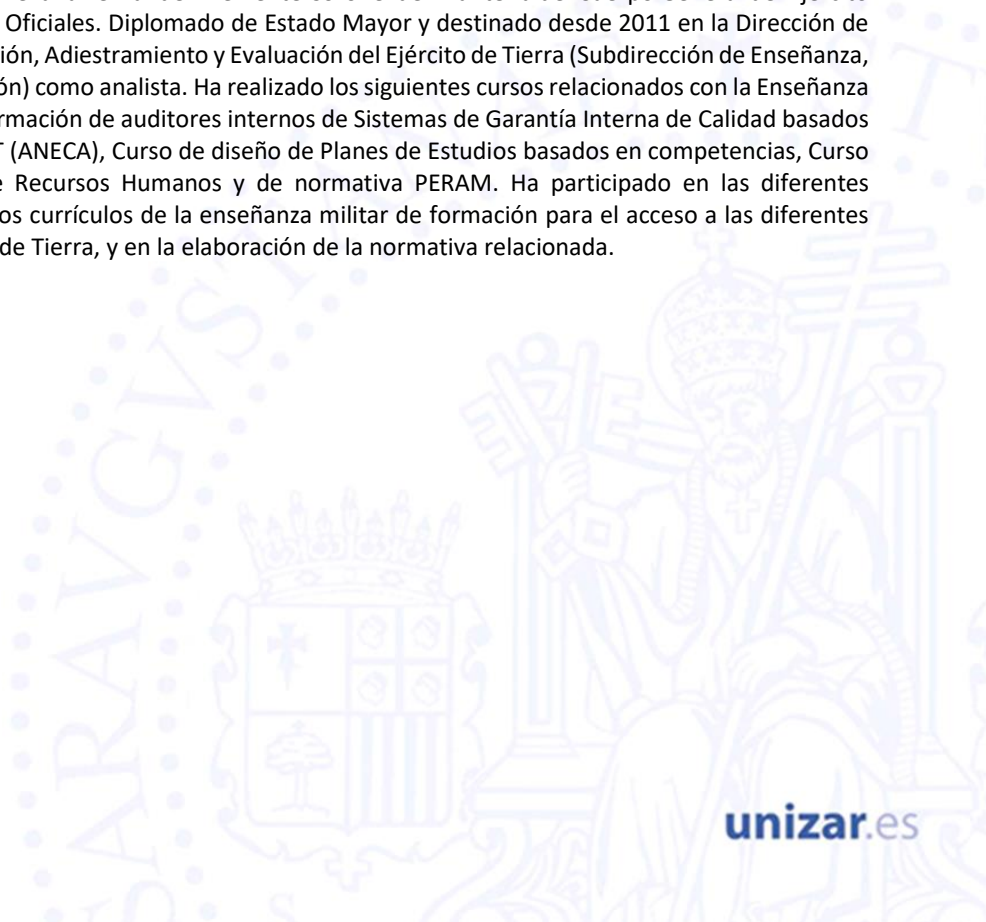 Oficiales. Diplomado de Estado Mayor y destinado desde 2011 en la Dirección de
ión, Adiestramiento y Evaluación del Ejército de Tierra (Subdirección de Enseñanza,
ón) como analista. Ha realizado los siguientes cursos relacionados con la Enseñanza
rmación de auditores internos de Sistemas de Garantía Interna de Calidad basados
T (ANECA), Curso de diseño de Planes de Estudios basados en competencias, Curso
e Recursos Humanos y de normativa PERAM. Ha participado en las diferentes
os currículos de la enseñanza militar de formación para el acceso a las diferentes
de Tierra, y en la elaboración de la normativa relacionada.
unizar.es